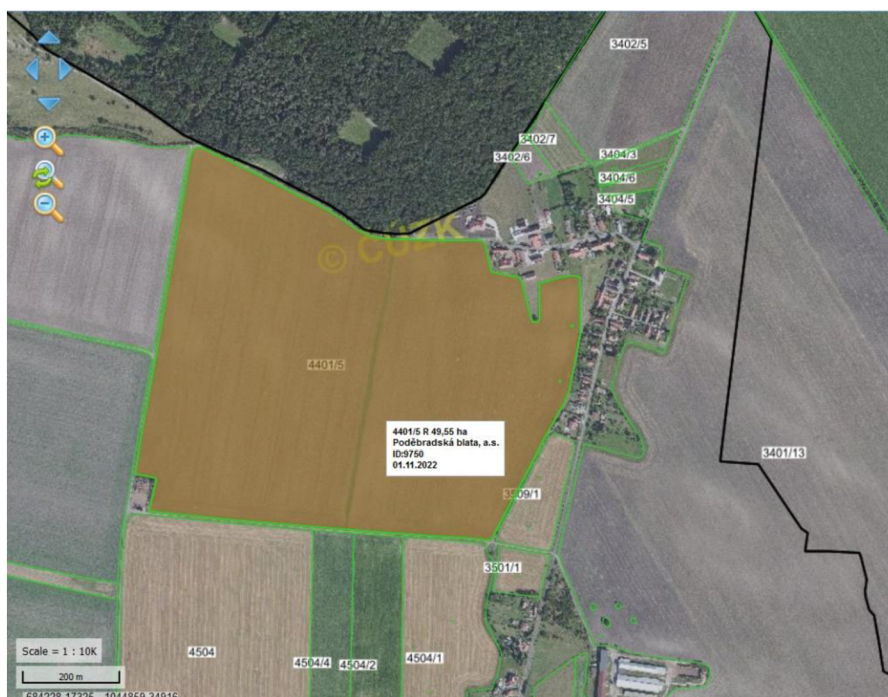 3402/5
3402/7
3402/6
3404/3
3404/6
3404/5
© ČÚZK
4401/5
4401/5 R 49,55 ha
Poděbradská blata, a.s.
ID:9750
01.11.2022
3401/13
3509/1
3501/1
4504
4504/4
4504/2
4504/1
Scale = 1 : 10K
200 m